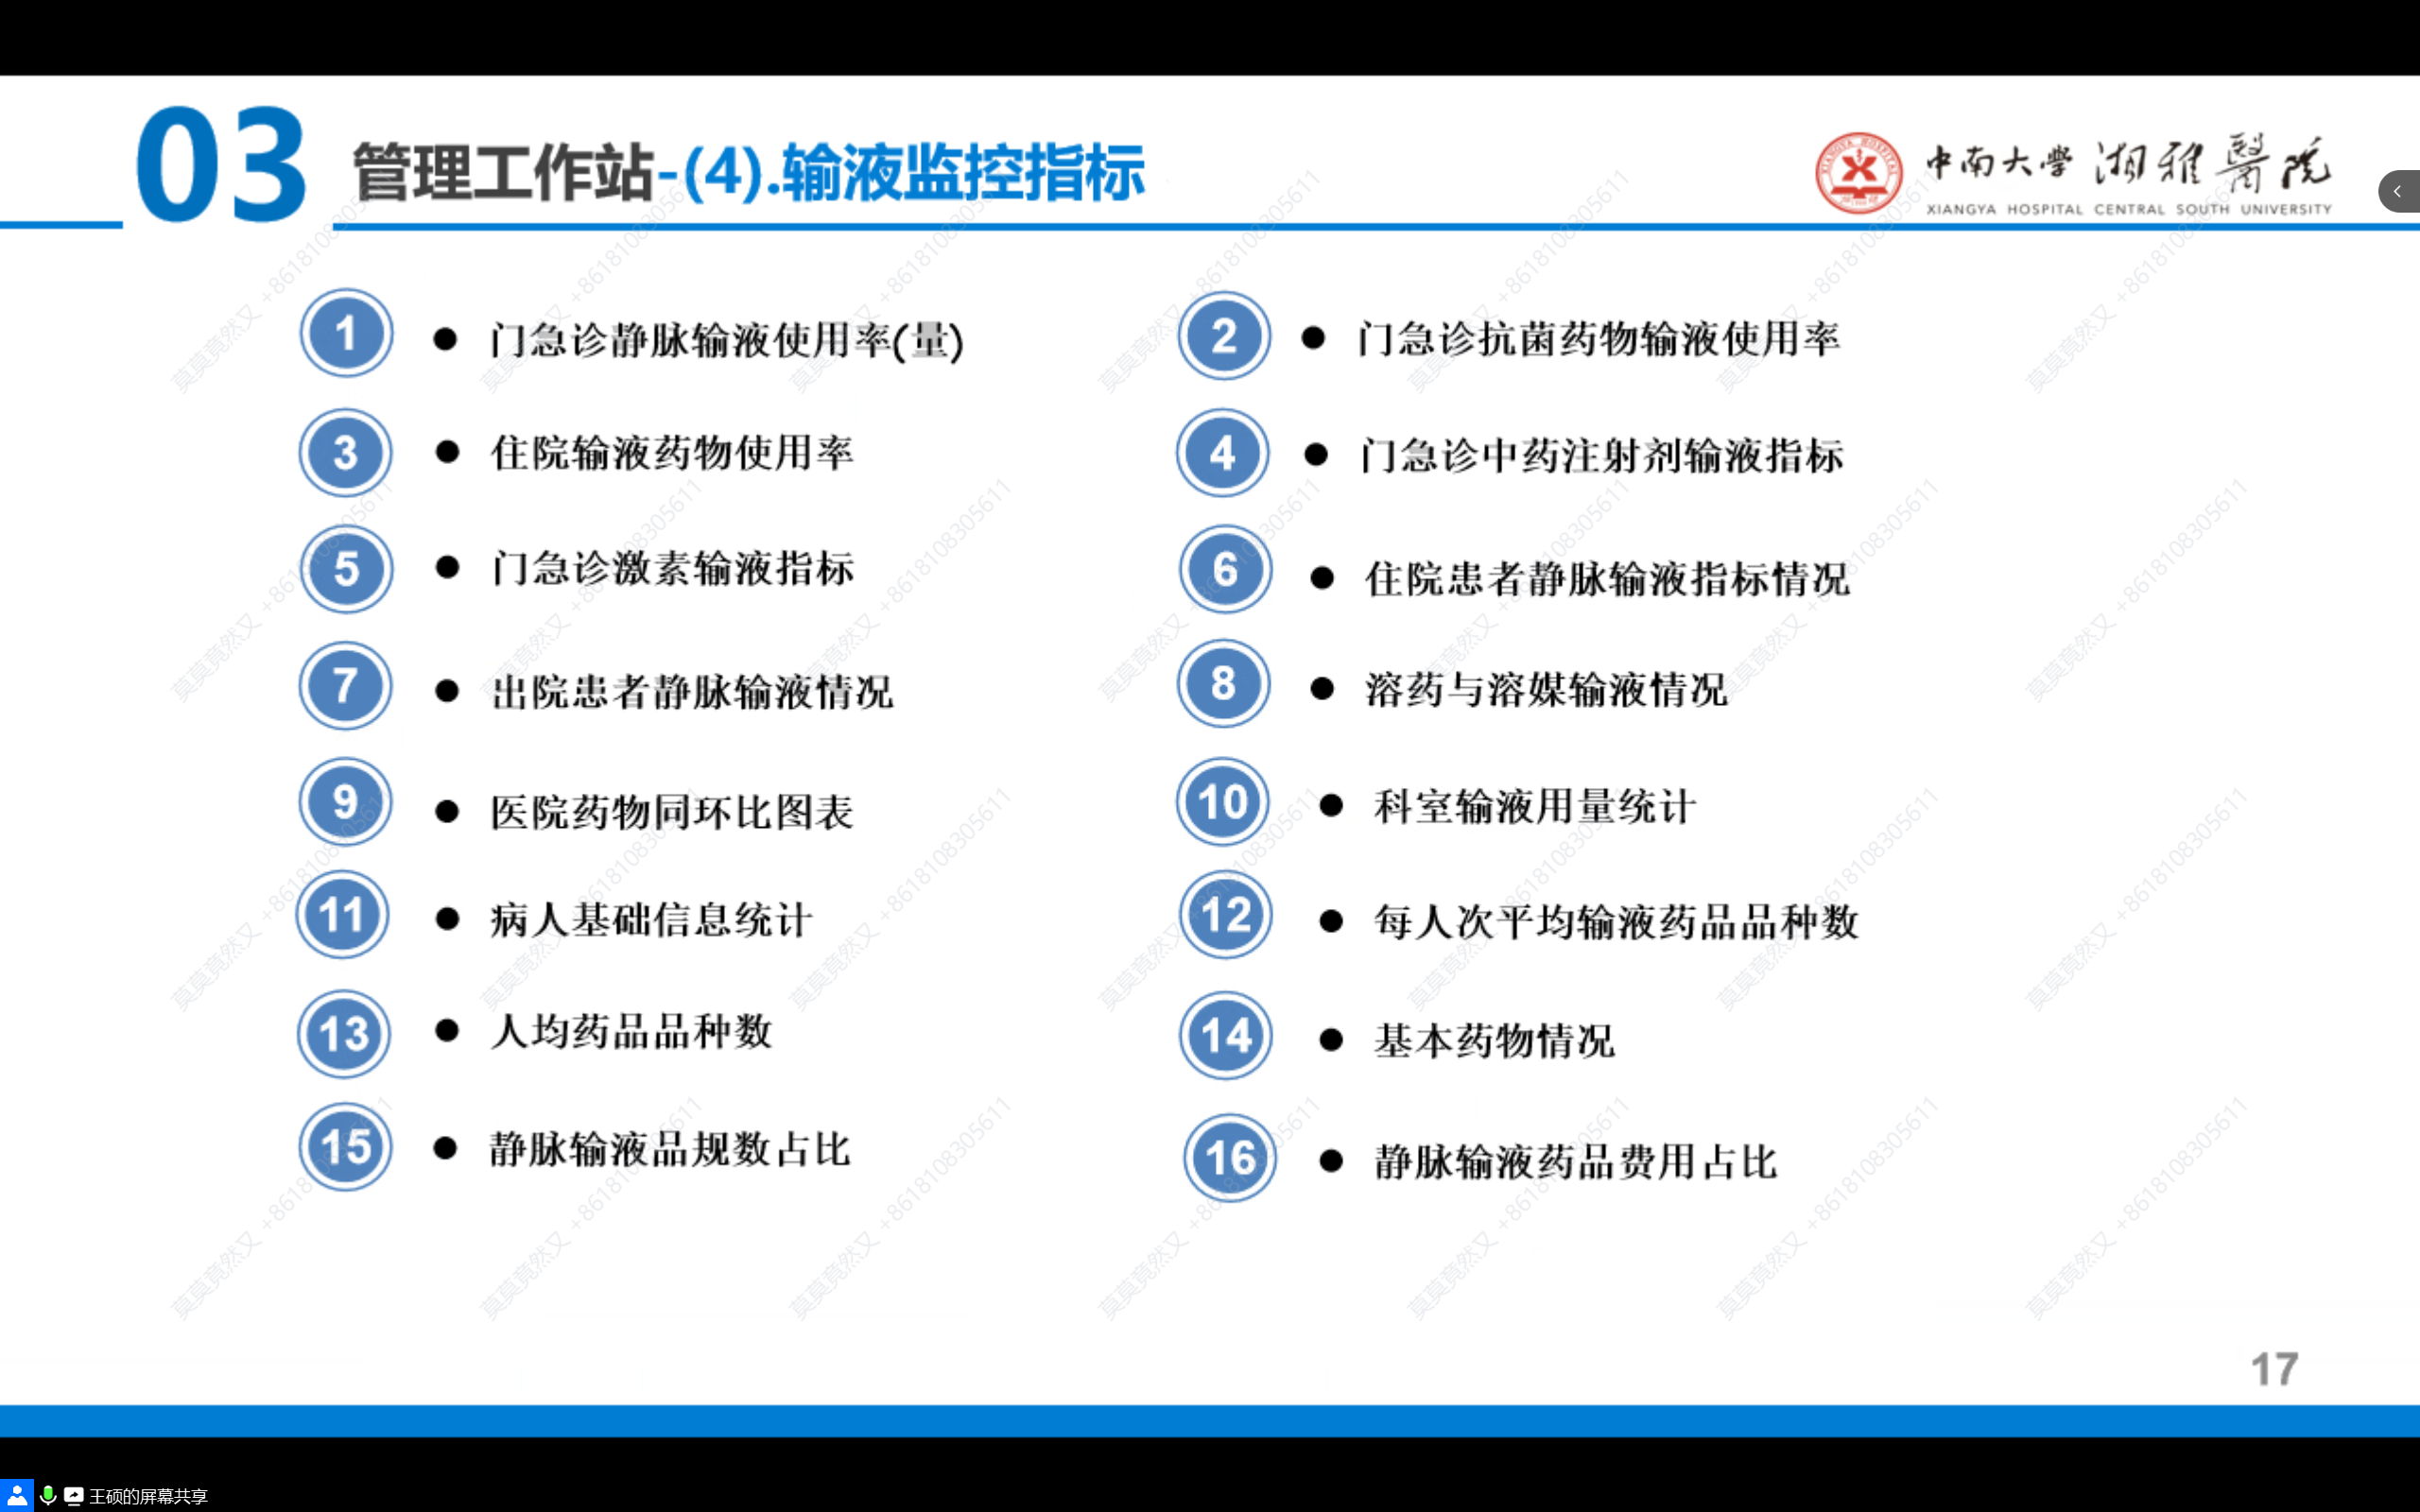 03 管理工作站-(4).输液监控指标
中南大学 湘雅醫院
XIANGYA HOSPITAL CENTRAL SOUTH UNIVERSITY
1 ● 门急诊静脉输液使用率(量)
2 ● 门急诊抗菌药物输液使用率
3 ● 住院输液药物使用率
4 ● 门急诊中药注射剂输液指标
5 ● 门急诊激素输液指标
6 ● 住院患者静脉输液指标情况
7 ● 出院患者静脉输液情况
8 ● 溶药与溶媒输液情况
9 ● 医院药物同环比图表
10 ● 科室输液用量统计
11 ● 病人基础信息统计
12 ● 每人次平均输液药品品种数
13 ● 人均药品品种数
14 ● 基本药物情况
15 ● 静脉输液品规数占比
16 ● 静脉输液药品费用占比
莫莫竟然又 +8618108305611
17
王硕的屏幕共享